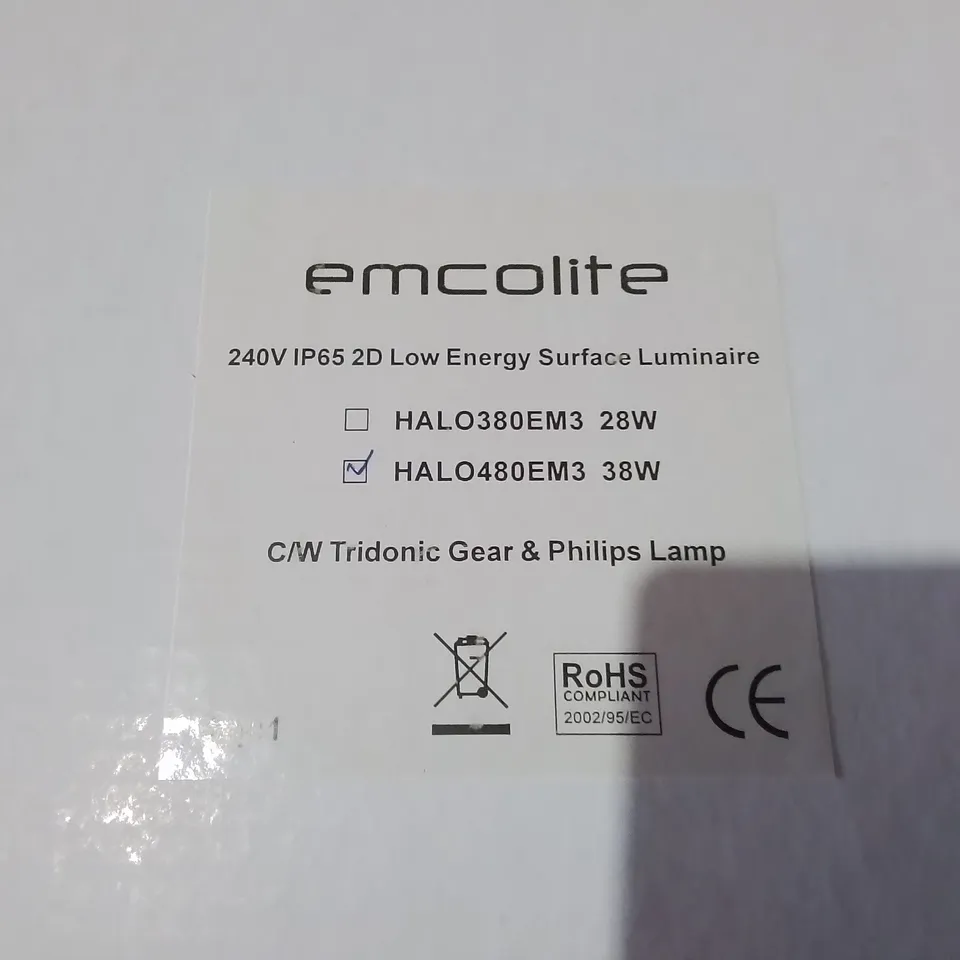 emcolite
240V IP65 2D Low Energy Surface Luminaire
HALO380EM3 28W
HALO480EM3 38W
C/W Tridonic Gear & Philips Lamp
RoHS
COMPLIANT
2002/95/EC
CE